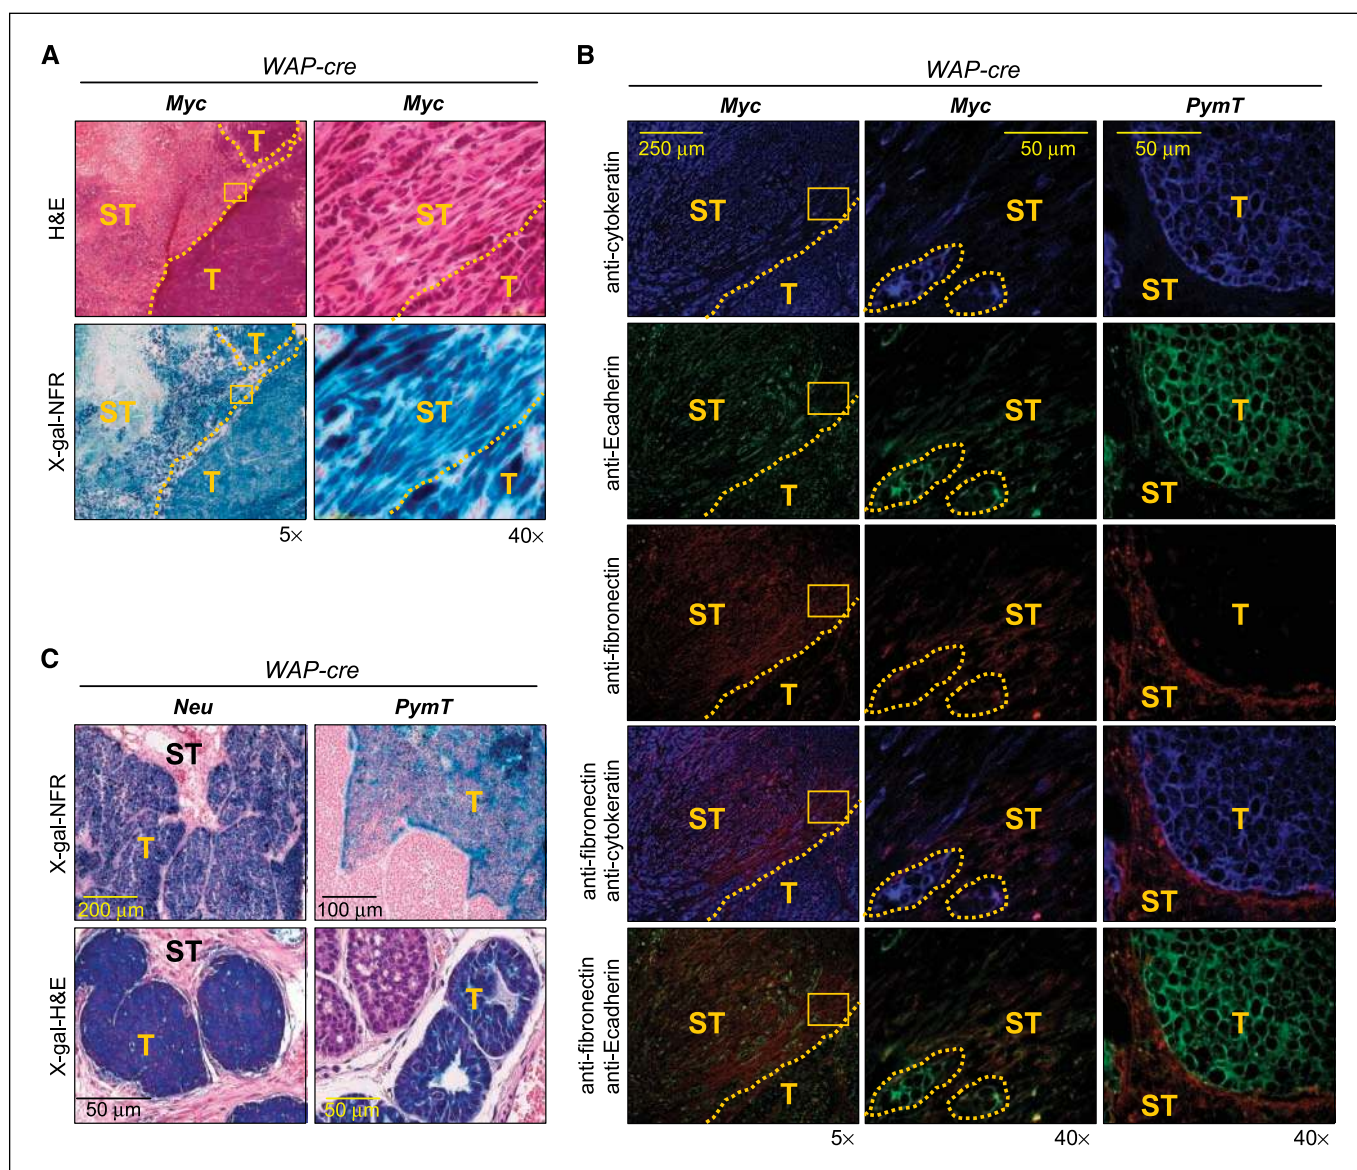 A
WAP-cre
Myc Myc
H&E
T
ST
T
ST
T
X-gal-NFR
T
ST
T
ST
T
5× 40×
B
WAP-cre
Myc Myc PymT
anti-cytokeratin
250 μm
ST
T
50 μm
ST
50 μm
T
ST
anti-Ecadherin
ST
T
ST
T
ST
anti-fibronectin
ST
T
ST
T
ST
anti-fibronectin
anti-cytokeratin
ST
T
ST
T
ST
anti-fibronectin
anti-Ecadherin
ST
T
ST
T
ST
5× 40× 40×
C
WAP-cre
Neu PymT
X-gal-NFR
ST
T
200 μm
T
100 μm
X-gal-H&E
ST
T
50 μm
T
50 μm